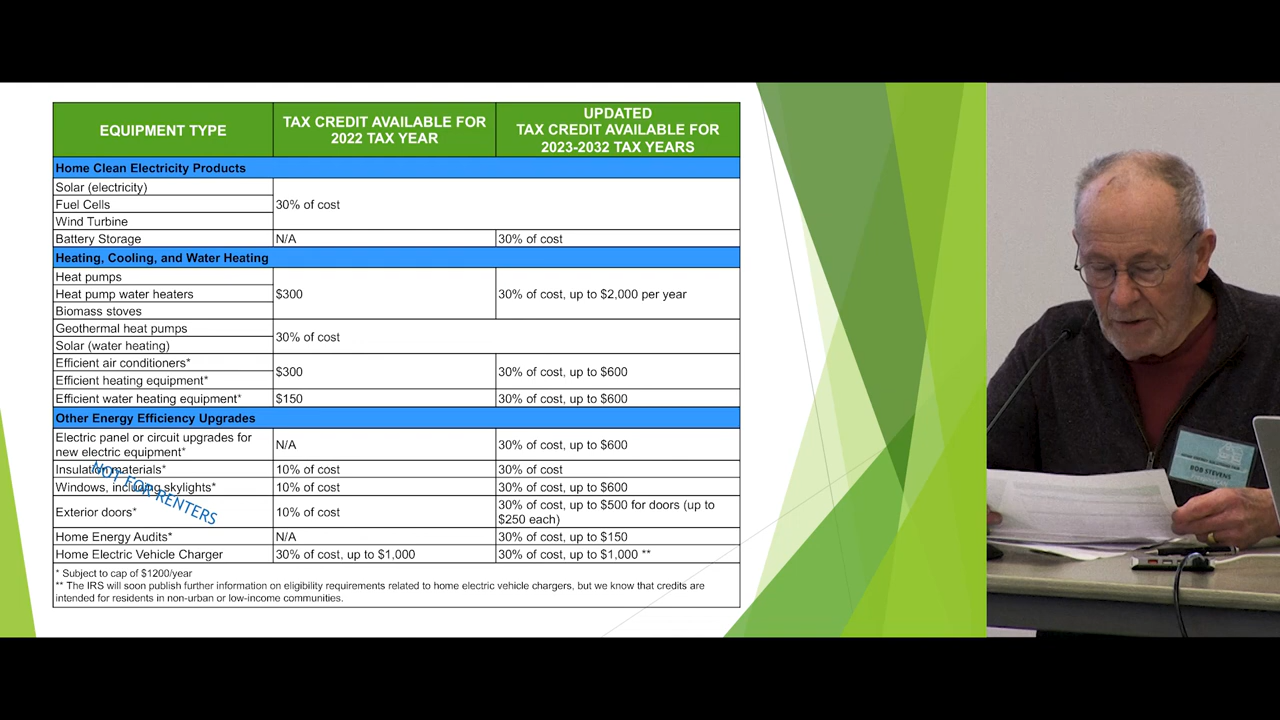 EQUIPMENT TYPE
TAX CREDIT AVAILABLE FOR
2022 TAX YEAR
UPDATED
TAX CREDIT AVAILABLE FOR
2023-2032 TAX YEARS
Home Clean Electricity Products
Solar (electricity)
Fuel Cells
Wind Turbine
30% of cost
Battery Storage
N/A
30% of cost
Heating, Cooling, and Water Heating
Heat pumps
Heat pump water heaters
Biomass stoves
$300
30% of cost, up to $2,000 per year
Geothermal heat pumps
Solar (water heating)
30% of cost
Efficient air conditioners*
Efficient heating equipment*
$300
30% of cost, up to $600
Efficient water heating equipment*
$150
30% of cost, up to $600
Other Energy Efficiency Upgrades
Electric panel or circuit upgrades for
new electric equipment*
N/A
30% of cost, up to $600
Insulation materials*
10% of cost
30% of cost
Windows, including skylights*
10% of cost
30% of cost, up to $600
NOT FOR RENTERS
Exterior doors*
10% of cost
30% of cost, up to $500 for doors (up to
$250 each)
Home Energy Audits*
N/A
30% of cost, up to $150
Home Electric Vehicle Charger
30% of cost, up to $1,000
30% of cost, up to $1,000 **
* Subject to cap of $1200/year
** The IRS will soon publish further information on eligibility requirements related to home electric vehicle chargers, but we know that credits are
intended for residents in non-urban or low-income communities.
ROB STEVENS